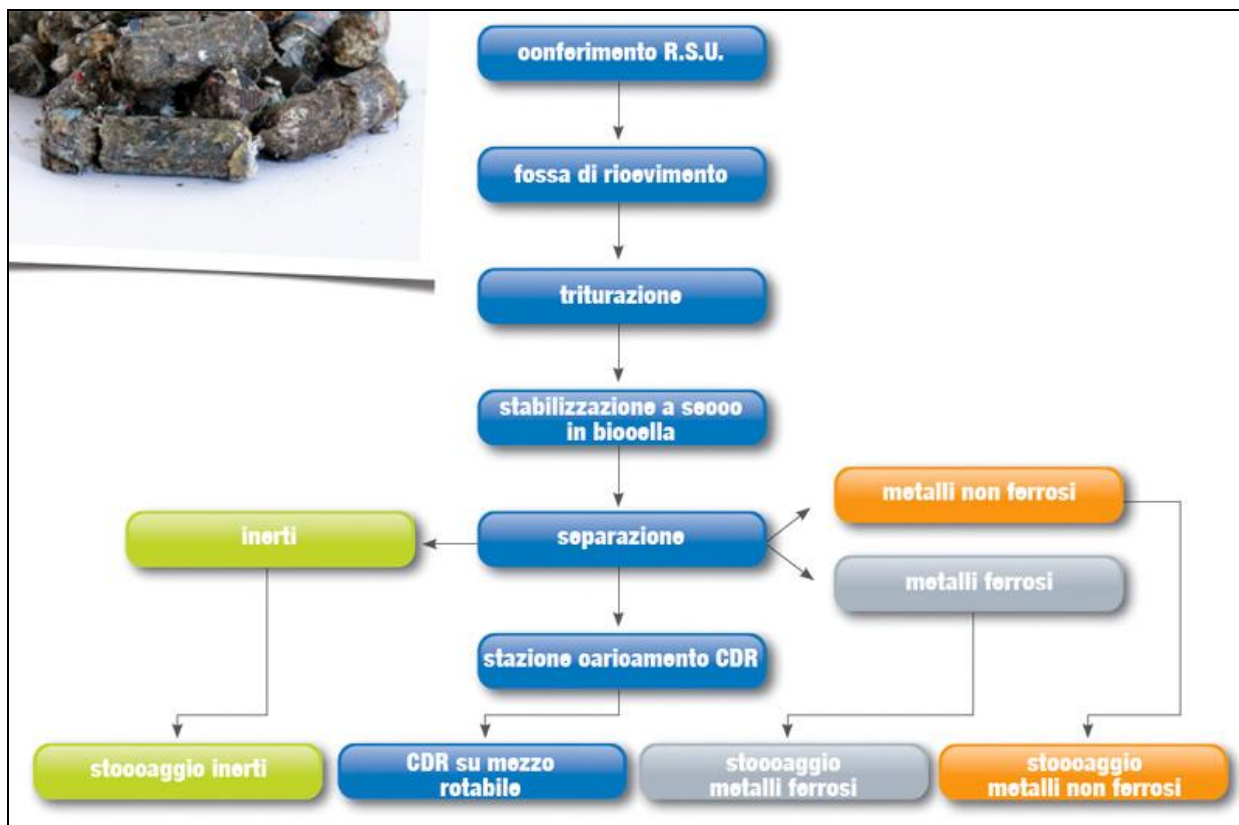 oonferimento R.S.U.
fossa di rioevimento
triturazione
stabilizzazione a seooo
in biooella
metalli non ferrosi
inerti
separazione
metalli ferrosi
stazione oarioamento CDR
stoooaggio inerti
CDR su mezzo
rotabile
stoooaggio
metalli ferrosi
stoooaggio
metalli non ferrosi